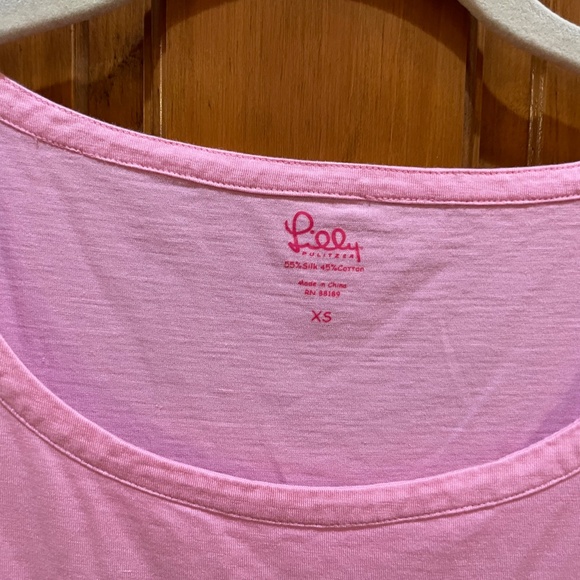 Lilly
PULITZER
55%Silk 45%Cotton
Made in China
RN 88189
XS